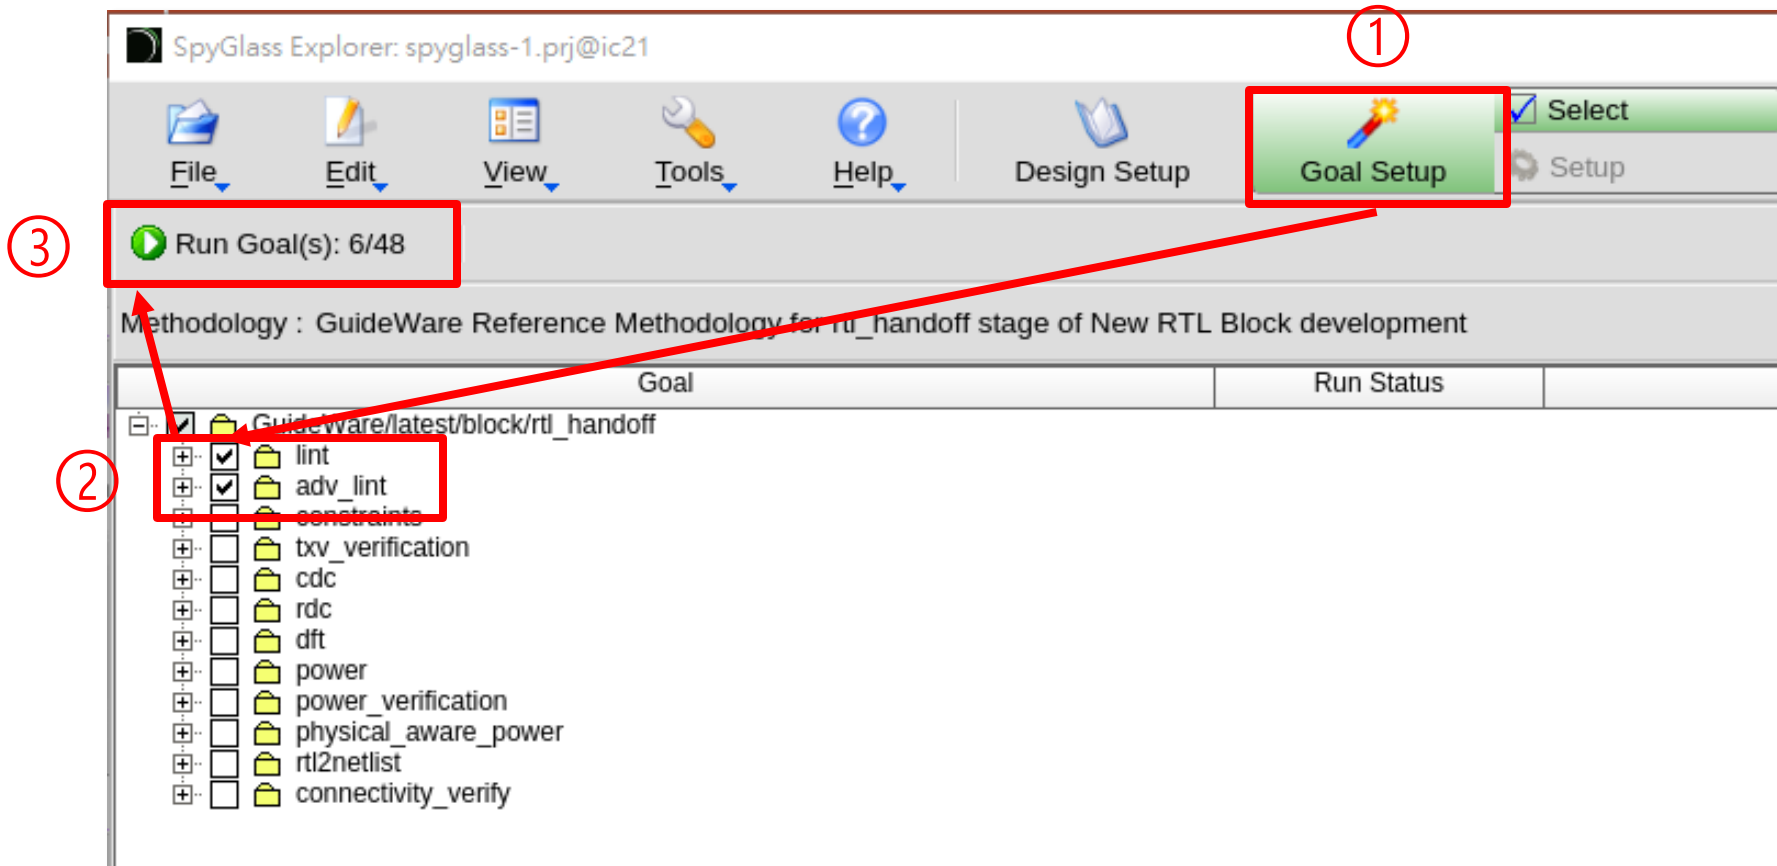 ①
SpyGlass Explorer: spyglass-1.prj@ic21
File Edit View Tools Help Design Setup Goal Setup Select
Setup
③ Run Goal(s): 6/48
Methodology : GuideWare Reference Methodology for rtl_handoff stage of New RTL Block development
Goal Run Status
GuideWare/latest/block/rtl_handoff
lint
② adv_lint
constraints
txv_verification
cdc
rdc
dft
power
power_verification
physical_aware_power
rtl2netlist
connectivity_verify